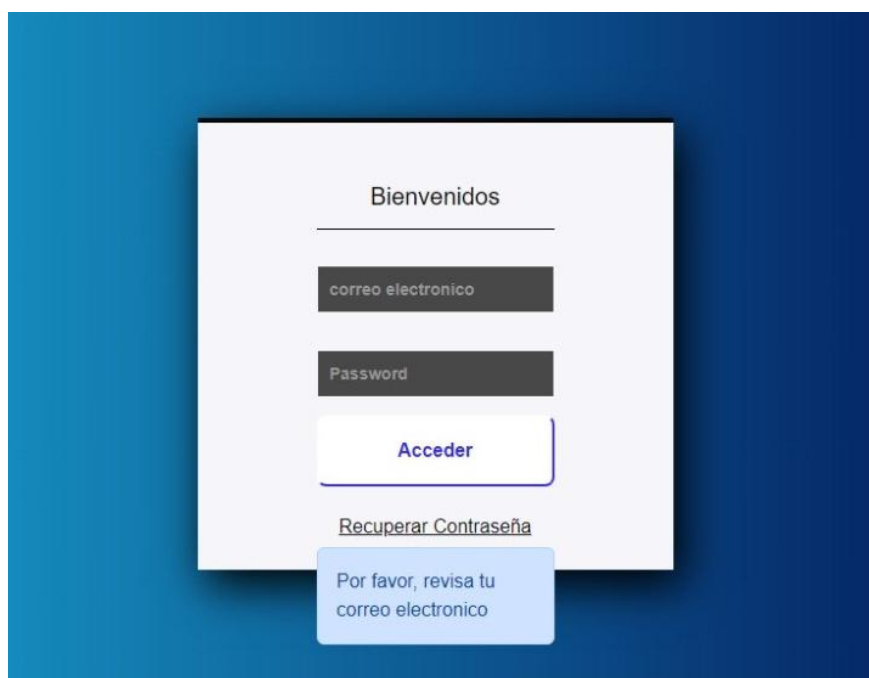 Bienvenidos
correo electronico
Password
Acceder
Recuperar Contraseña
Por favor, revisa tu
correo electronico